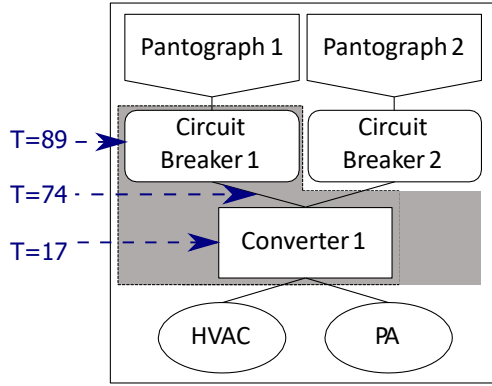 Pantograph 1
Pantograph 2
Circuit
Breaker 1
Circuit
Breaker 2
T=89
T=74
T=17
Converter 1
HVAC
PA